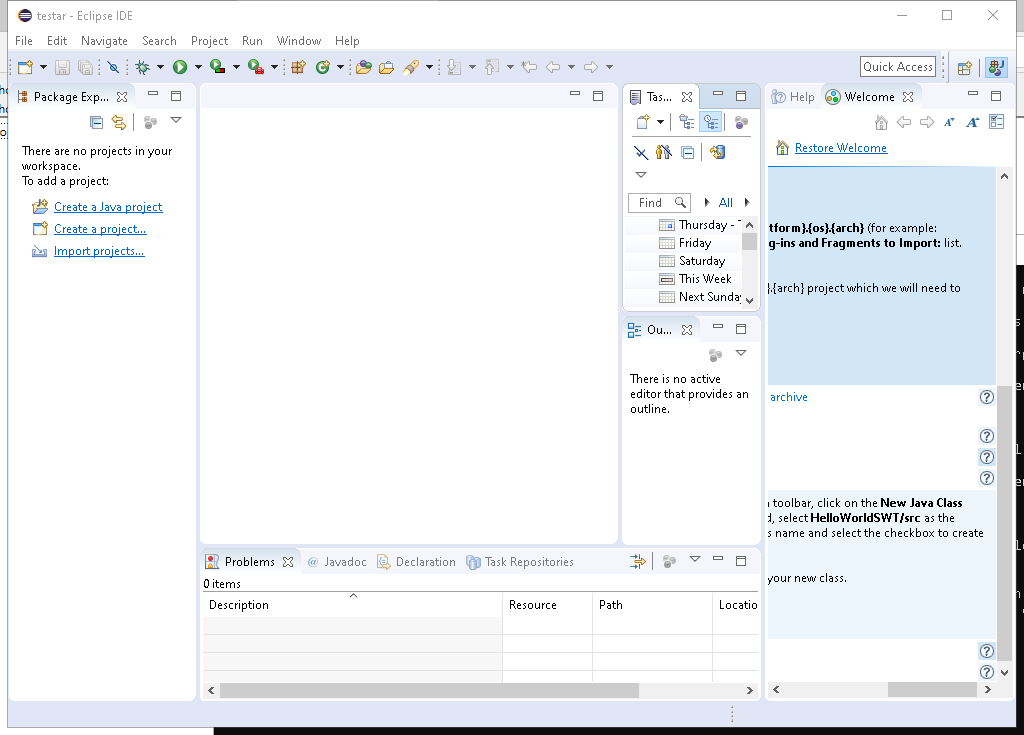 testar - Eclipse IDE
File Edit Navigate Search Project Run Window Help
Quick Access
Package Exp...
There are no projects in your
workspace.
To add a project:
Create a Java project
Create a project...
Import projects...
Tas...
Find
All
Thursday -
Friday
Saturday
This Week
Next Sunday
Ou...
There is no active
editor that provides an
outline.
Help Welcome
Restore Welcome
tform}.{os}.{arch} (for example:
g-ins and Fragments to Import: list.
}.{arch} project which we will need to
archive
toolbar, click on the New Java Class
, select HelloWorldSWT/src as the
s name and select the checkbox to create
your new class.
Problems @ Javadoc Declaration Task Repositories
0 items
Description Resource Path Locatio